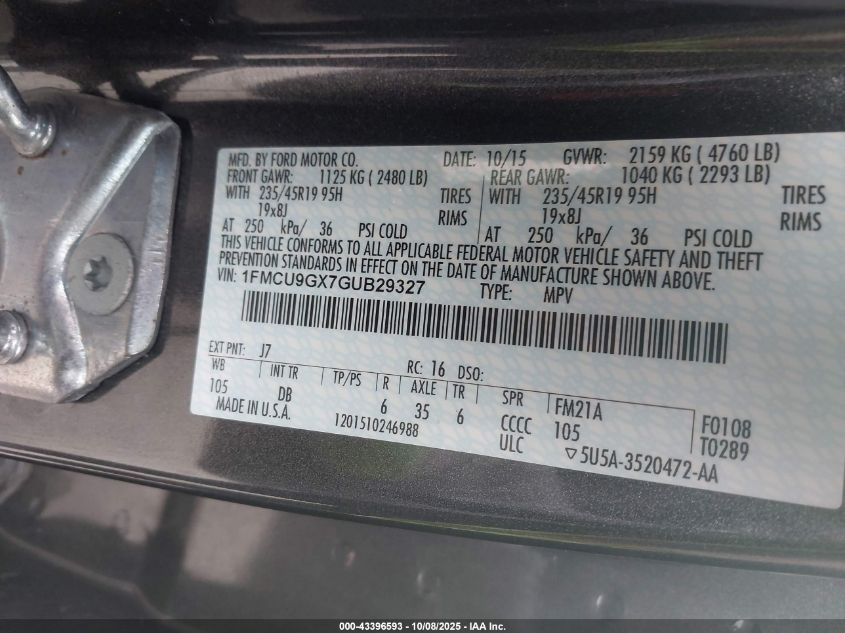 MFD. BY FORD MOTOR CO. DATE: 10/15 GVWR: 2159 KG ( 4760 LB)
FRONT GAWR: 1125 KG ( 2480 LB) REAR GAWR: 1040 KG ( 2293 LB)
WITH 235/45R19 95H TIRES WITH 235/45R19 95H TIRES
19x8J RIMS 19x8J RIMS
AT 250 kPa/ 36 PSI COLD AT 250 kPa/ 36 PSI COLD
THIS VEHICLE CONFORMS TO ALL APPLICABLE FEDERAL MOTOR VEHICLE SAFETY AND THEFT
PREVENTION STANDARDS IN EFFECT ON THE DATE OF MANUFACTURE SHOWN ABOVE.
VIN: 1FMCU9GX7GUB29327 TYPE: MPV
EXT PNT: J7 RC: 16 DSO:
WB INT TR TP/PS R AXLE TR SPR FM21A
105 DB 6 35 6 CCCC 105 F0108
MADE IN U.S.A. 1201510246988 ULC ▽5U5A-3520472-AA T0289
000-43396593 - 10/08/2025 - IAA Inc.